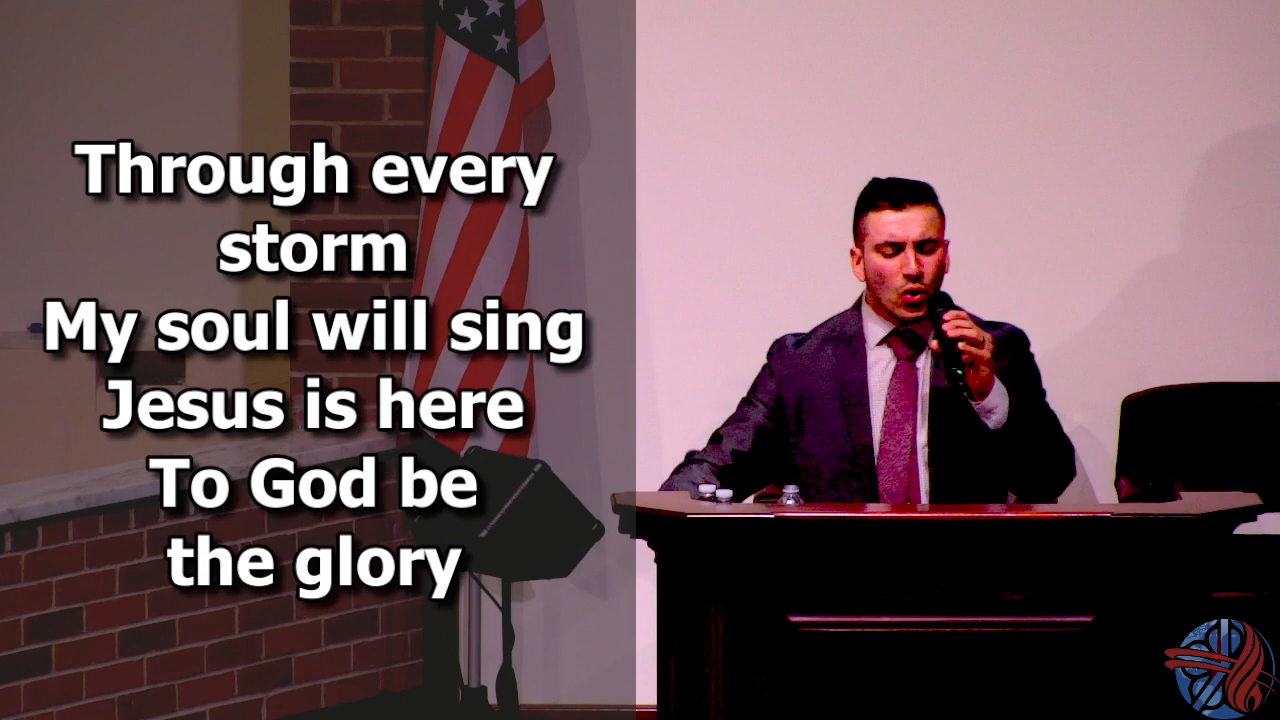 Through every
storm
My soul will sing
Jesus is here
To God be
the glory